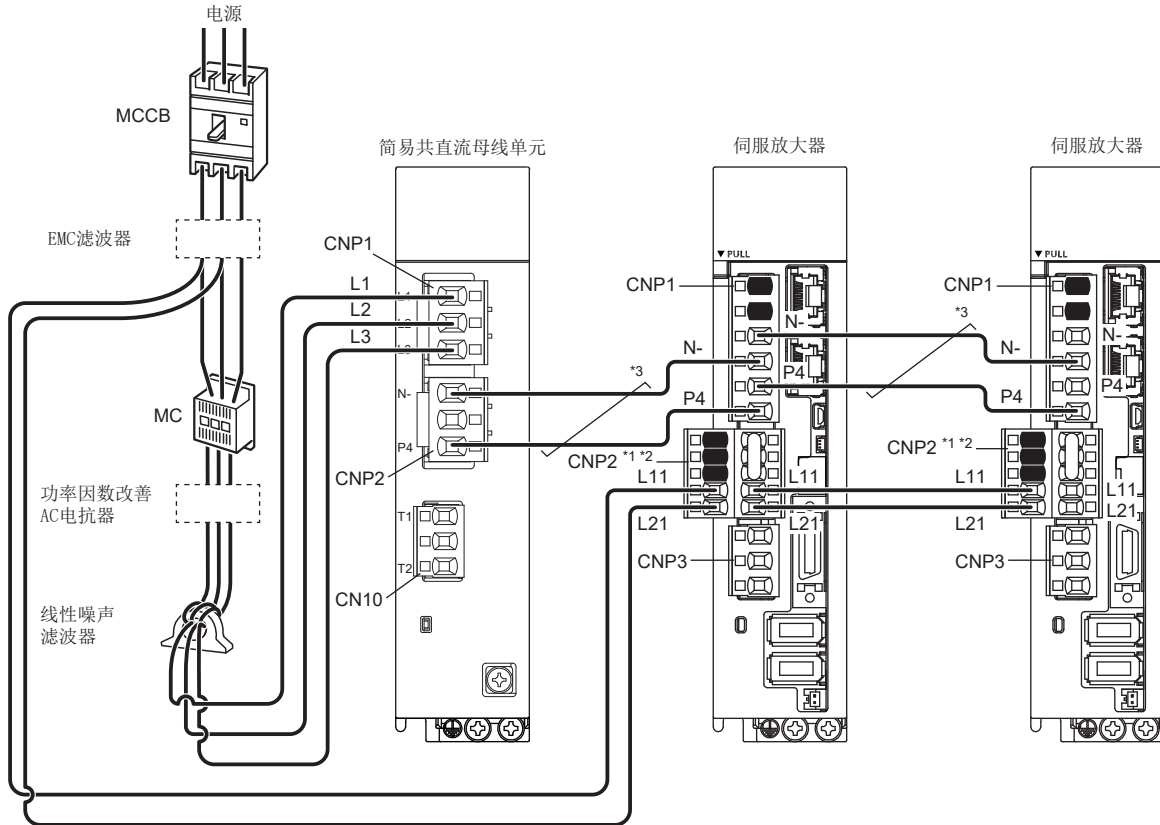 电源
MCCB
简易共直流母线单元
伺服放大器
伺服放大器
EMC滤波器
▼PULL
▼PULL
CNP1
CNP1
CNP1
L1
L1
L2
L2
L3
L3
N-
N-
*3
N-
*3
N-
N-
MC
N-
P4
P4
P4
P4
P4
CNP2
CNP2 *1 *2
CNP2 *1 *2
L11
L11
L11
L11
功率因数改善
AC电抗器
L21
L21
L21
L21
T1
T2
CNP3
CNP3
CN10
线性噪声
滤波器